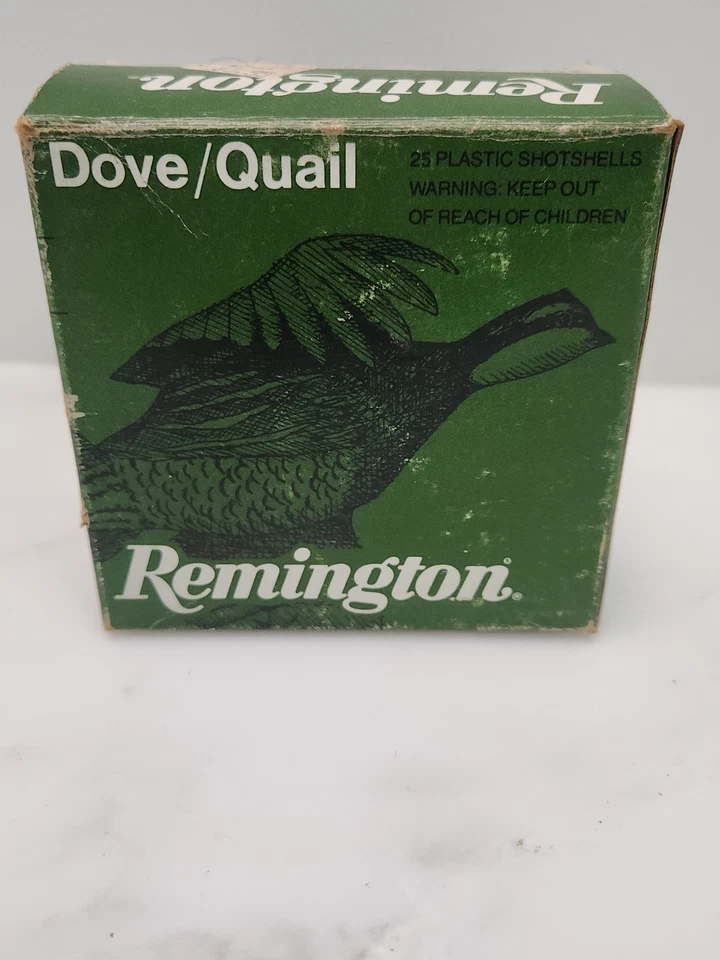 Remington
Dove/Quail
25 PLASTIC SHOTSHELLS
WARNING: KEEP OUT
OF REACH OF CHILDREN
Remington®